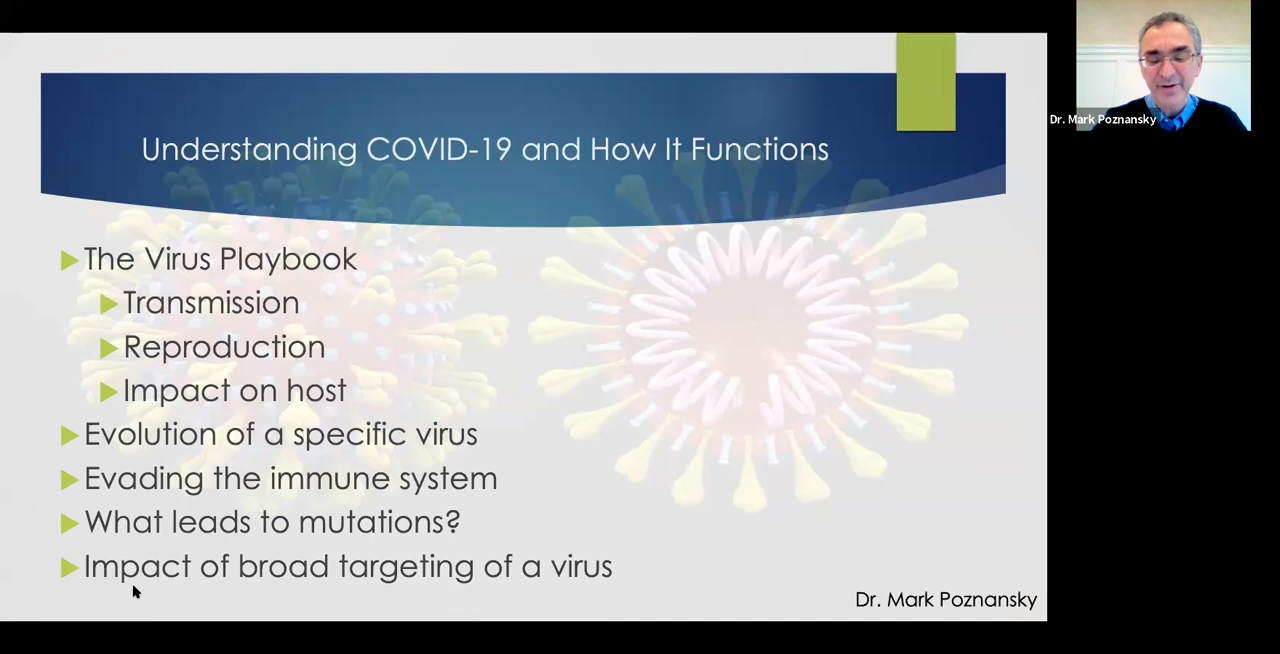 Understanding COVID-19 and How It Functions
Dr. Mark Poznansky
The Virus Playbook
Transmission
Reproduction
Impact on host
Evolution of a specific virus
Evading the immune system
What leads to mutations?
Impact of broad targeting of a virus
Dr. Mark Poznansky